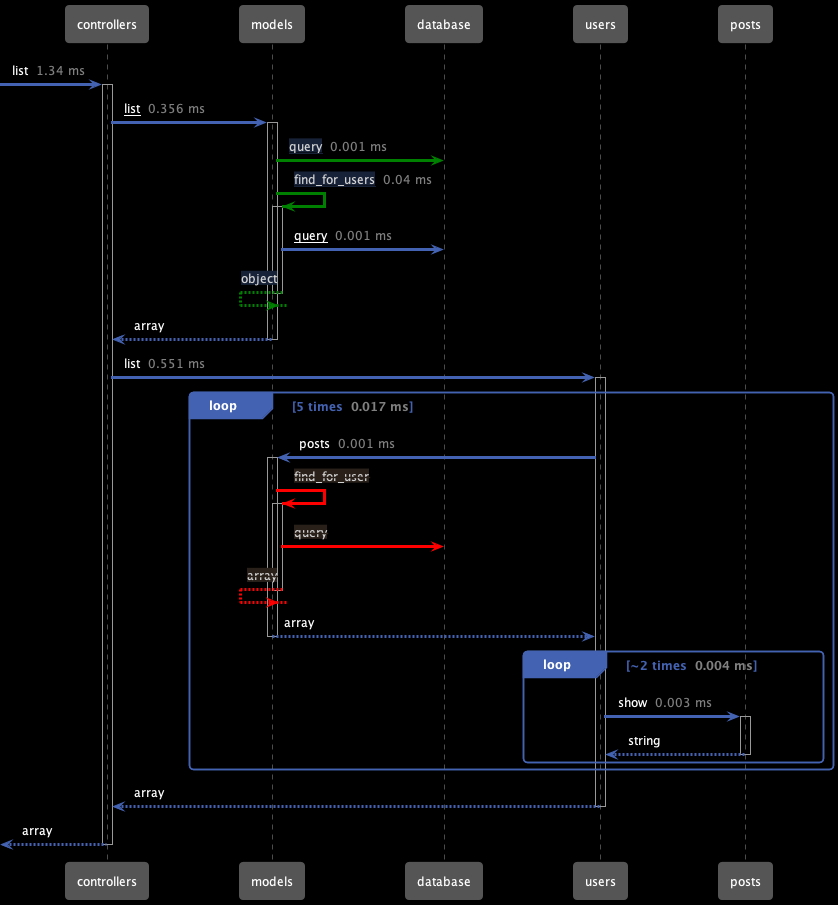 controllers models database users posts
list 1.34 ms
list 0.356 ms
query 0.001 ms
find_for_users 0.04 ms
query 0.001 ms
object
array
list 0.551 ms
loop [5 times 0.017 ms]
posts 0.001 ms
find_for_user
query
array
array
loop [~2 times 0.004 ms]
show 0.003 ms
string
array
array
controllers models database users posts